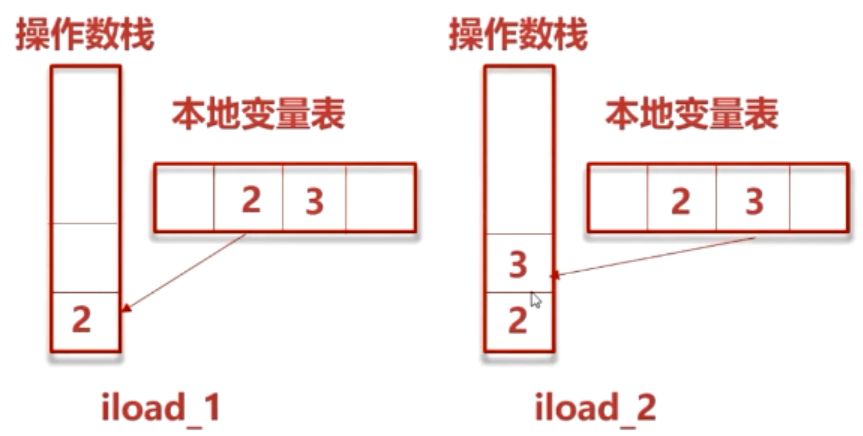 操作数栈
本地变量表
2 3
2
iload_1
操作数栈
本地变量表
2 3
3
2
iload_2